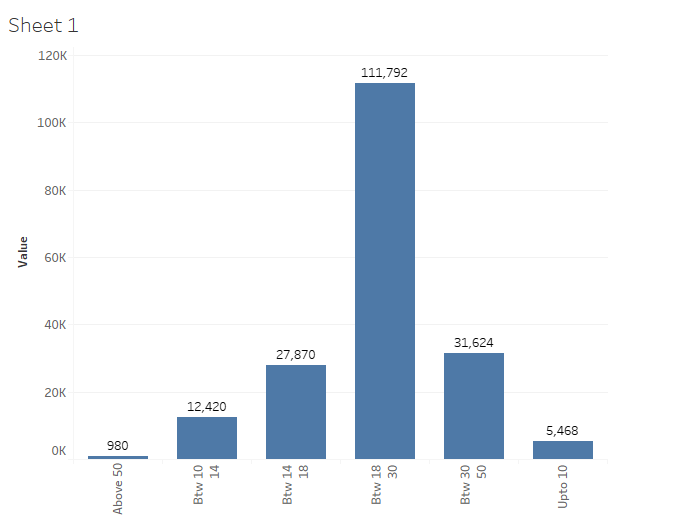 Sheet 1
120K
100K
80K
60K
40K
20K
0K
Value
980
12,420
27,870
111,792
31,624
5,468
Above 50
Btw 10
14
Btw 14
18
Btw 18
30
Btw 30
50
Upto 10